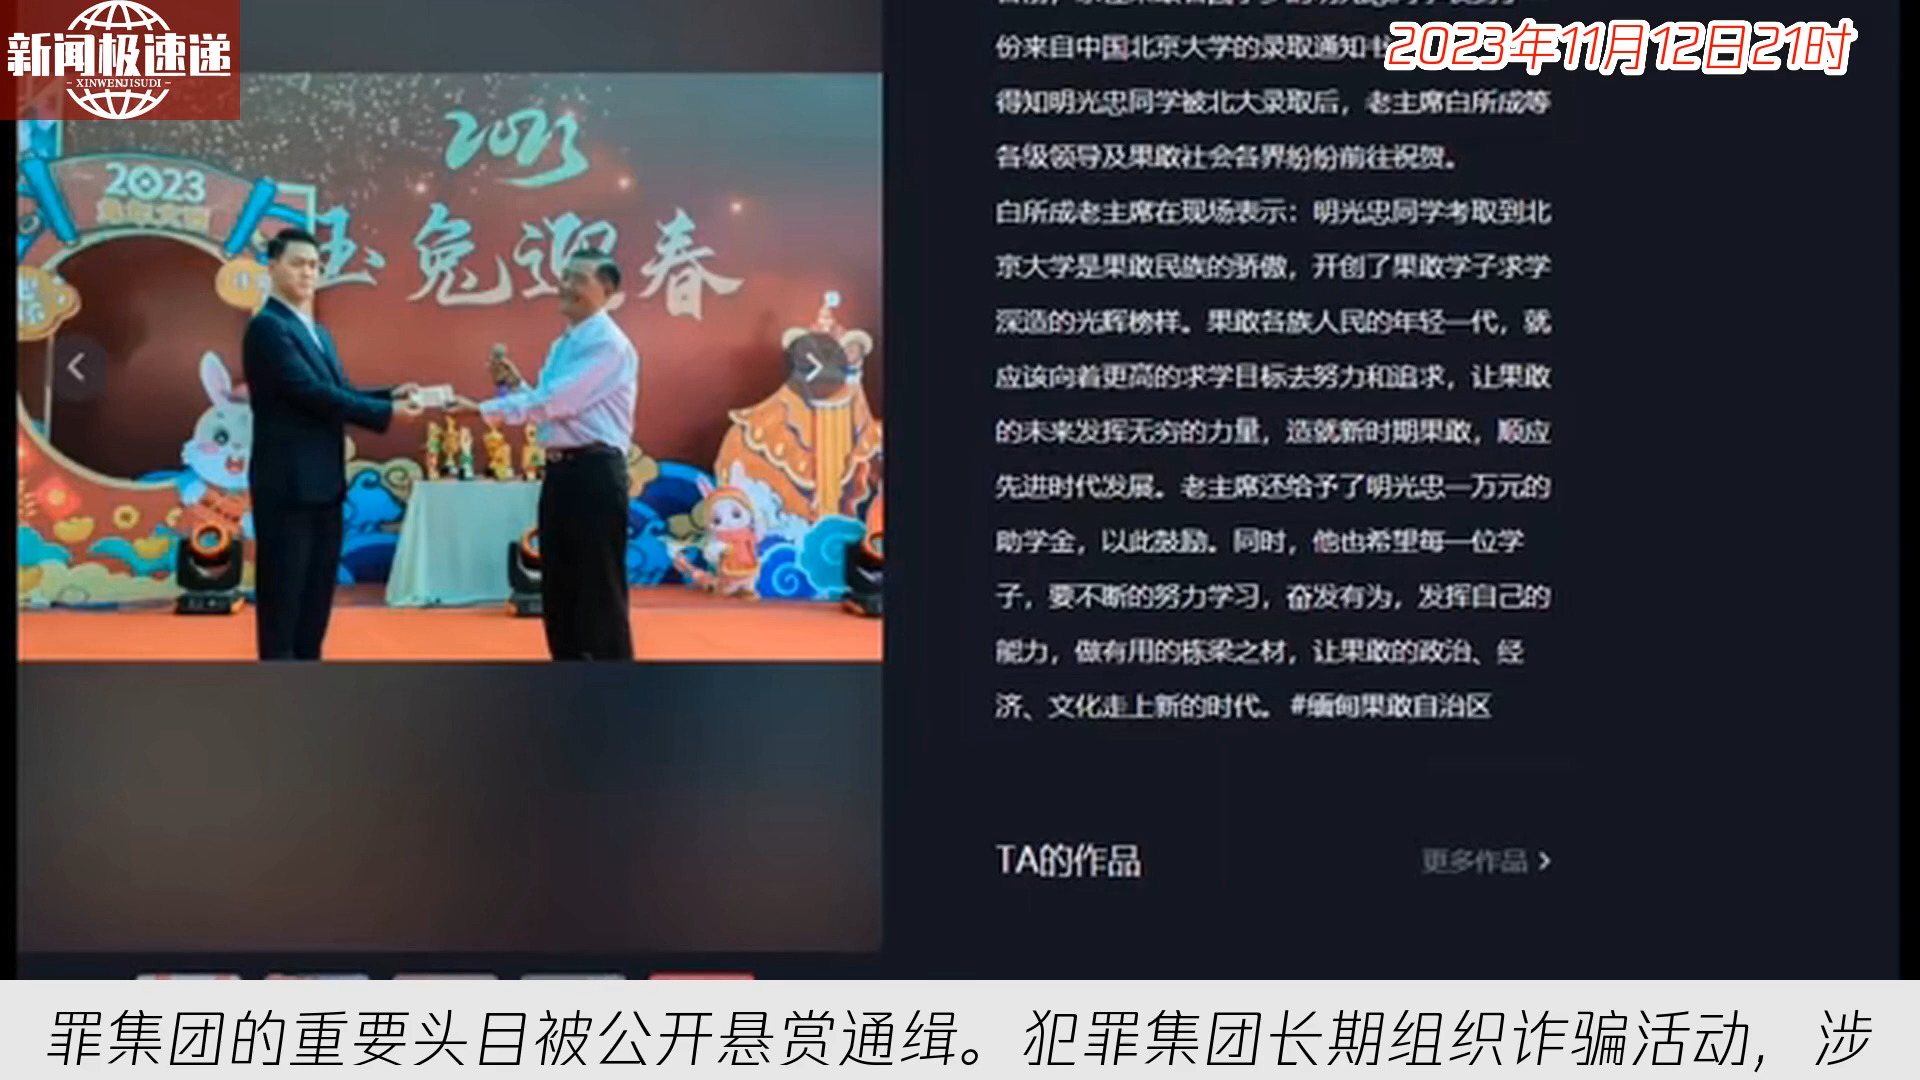 新闻极速递
- XINWENJISUDI -
2023年11月12日21时
份来自中国北京大学的录取通知
得知明光忠同学被北大录取后，老主席白所成等
各级领导及果敢社会各界纷纷前往祝贺。
白所成老主席在现场表示：明光忠同学考取到北
京大学是果敢民族的骄傲，开创了果敢学子求学
深造的光辉榜样。果敢各族人民的年轻一代，就
应该向着更高的求学目标去努力和追求，让果敢
的未来发挥无穷的力量，造就新时期果敢，顺应
先进时代发展。老主席还给予了明光忠一万元的
助学金，以此鼓励。同时，他也希望每一位学
子，要不断的努力学习，奋发有为，发挥自己的
能力，做有用的栋梁之材，让果敢的政治、经
济、文化走上新的时代。 #缅甸果敢自治区
2023
玉兔迎春
2023
TA的作品
更多作品
罪集团的重要头目被公开悬赏通缉。犯罪集团长期组织诈骗活动，涉